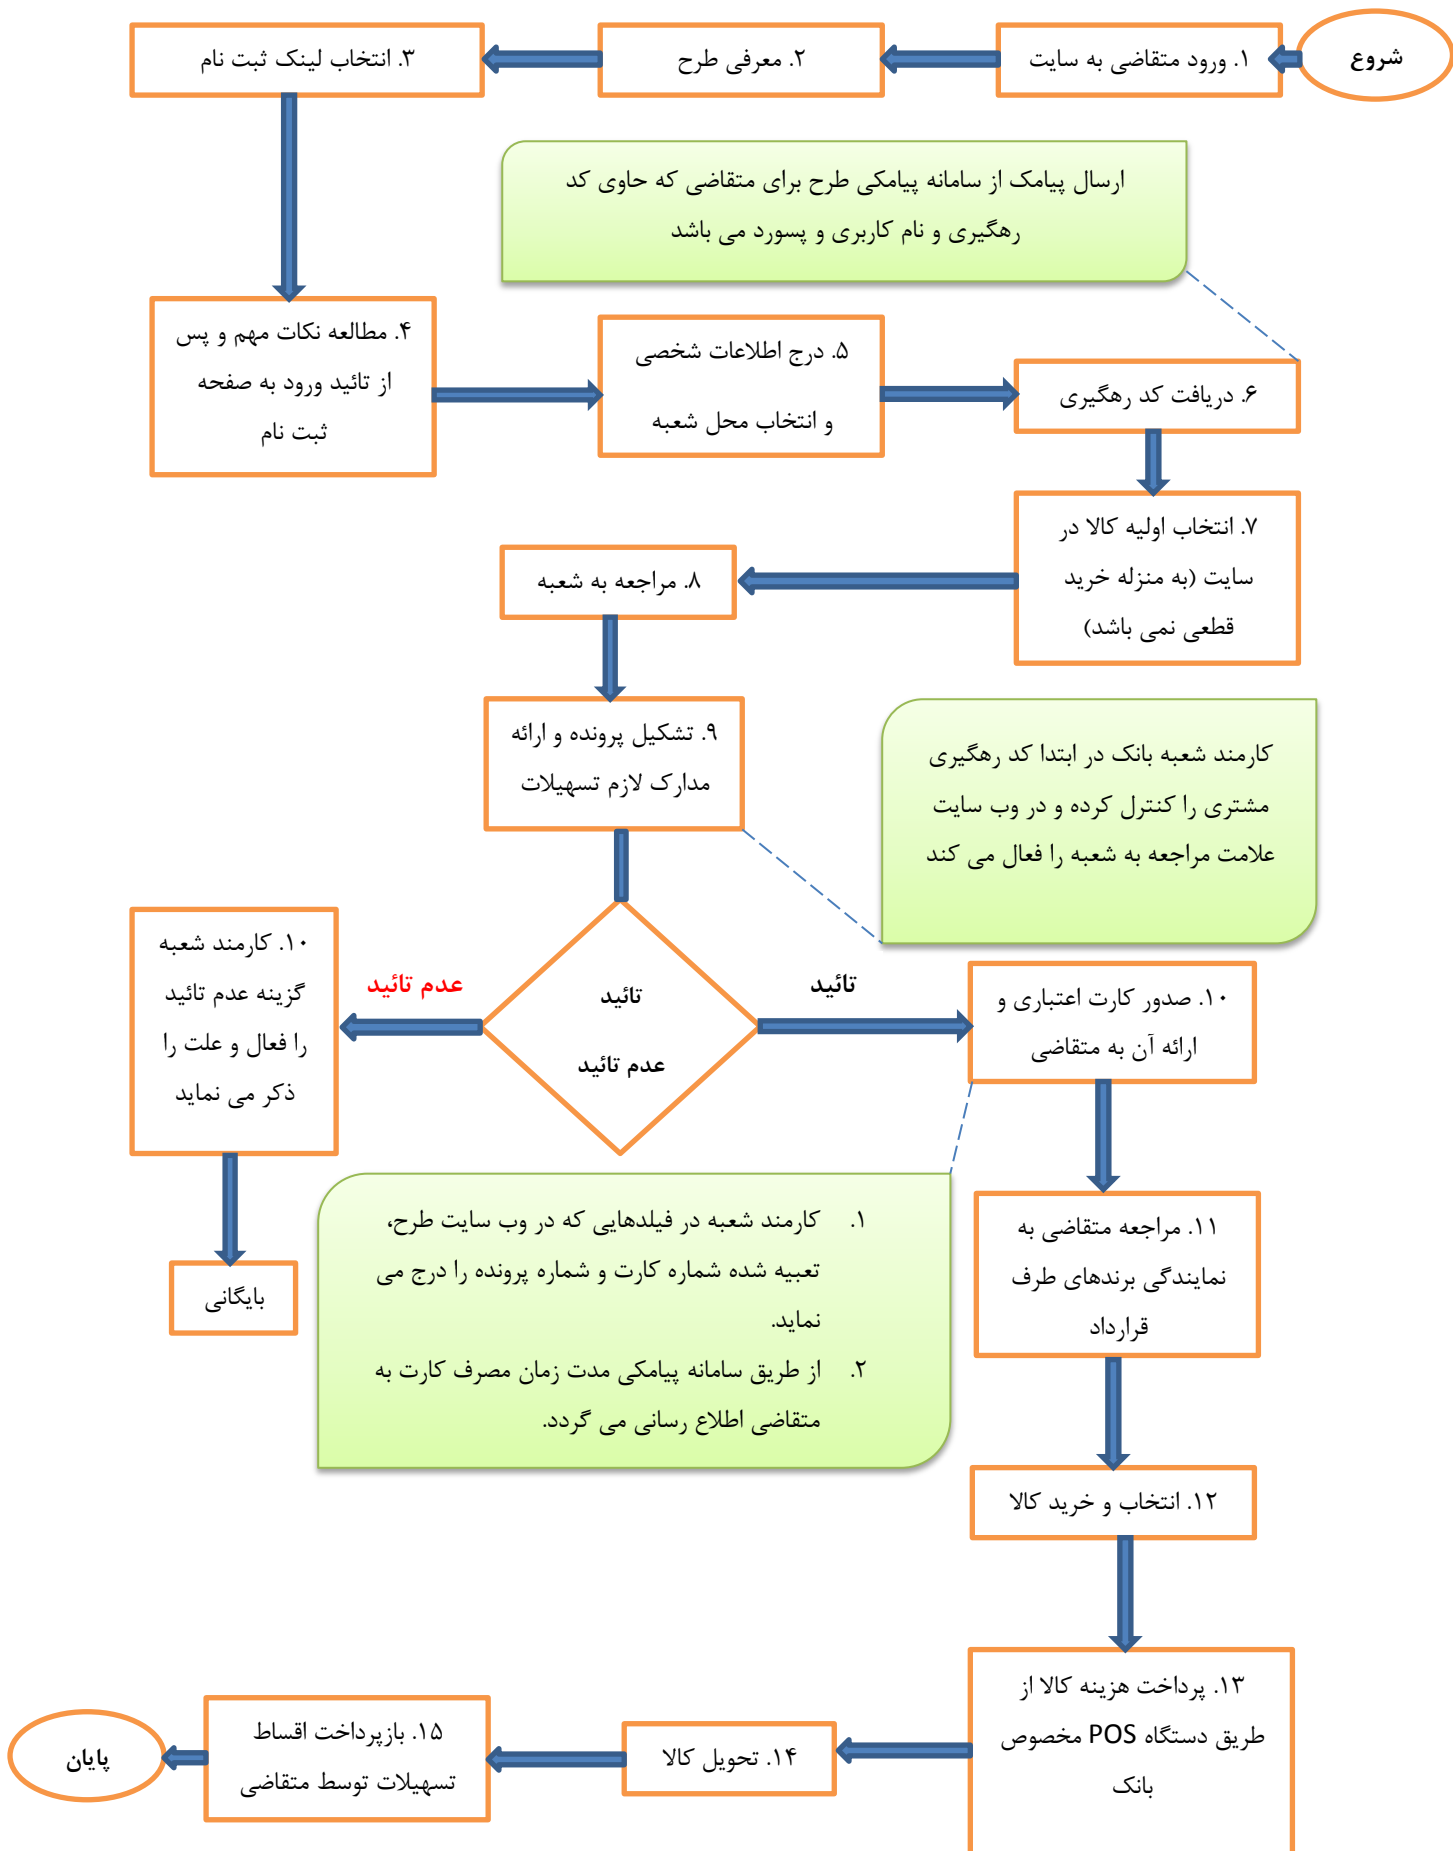 شروع
۱. ورود متقاضی به سایت
۲. معرفی طرح
۳. انتخاب لینک ثبت نام
ارسال پیامک از سامانه پیامکی طرح برای متقاضی که حاوی کد
رهگیری و نام کاربری و پسورد می باشد
۴. مطالعه نکات مهم و پس
از تائید ورود به صفحه
ثبت نام
۵. درج اطلاعات شخصی
و انتخاب محل شعبه
۶. دریافت کد رهگیری
۷. انتخاب اولیه کالا در
سایت (به منزله خرید
قطعی نمی باشد)
۸. مراجعه به شعبه
۹. تشکیل پرونده و ارائه
مدارک لازم تسهیلات
کارمند شعبه بانک در ابتدا کد رهگیری
مشتری را کنترل کرده و در وب سایت
علامت مراجعه به شعبه را فعال می کند
تائید
عدم تائید
تائید
عدم تائید
۱۰. صدور کارت اعتباری و
ارائه آن به متقاضی
۱۰. کارمند شعبه
گزینه عدم تائید
را فعال و علت را
ذکر می نماید
بایگانی
۱. کارمند شعبه در فیلدهایی که در وب سایت طرح،
تعبیه شده شماره کارت و شماره پرونده را درج می
نماید.
۲. از طریق سامانه پیامکی مدت زمان مصرف کارت به
متقاضی اطلاع رسانی می گردد.
۱۱. مراجعه متقاضی به
نمایندگی برندهای طرف
قرارداد
۱۲. انتخاب و خرید کالا
۱۳. پرداخت هزینه کالا از
طریق دستگاه POS مخصوص
بانک
۱۴. تحویل کالا
۱۵. بازپرداخت اقساط
تسهیلات توسط متقاضی
پایان